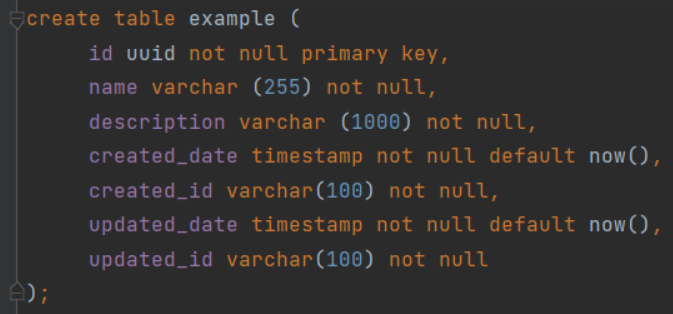 create table example (
id uuid not null primary key,
name varchar (255) not null,
description varchar (1000) not null,
created_date timestamp not null default now(),
created_id varchar(100) not null,
updated_date timestamp not null default now(),
updated_id varchar(100) not null
);